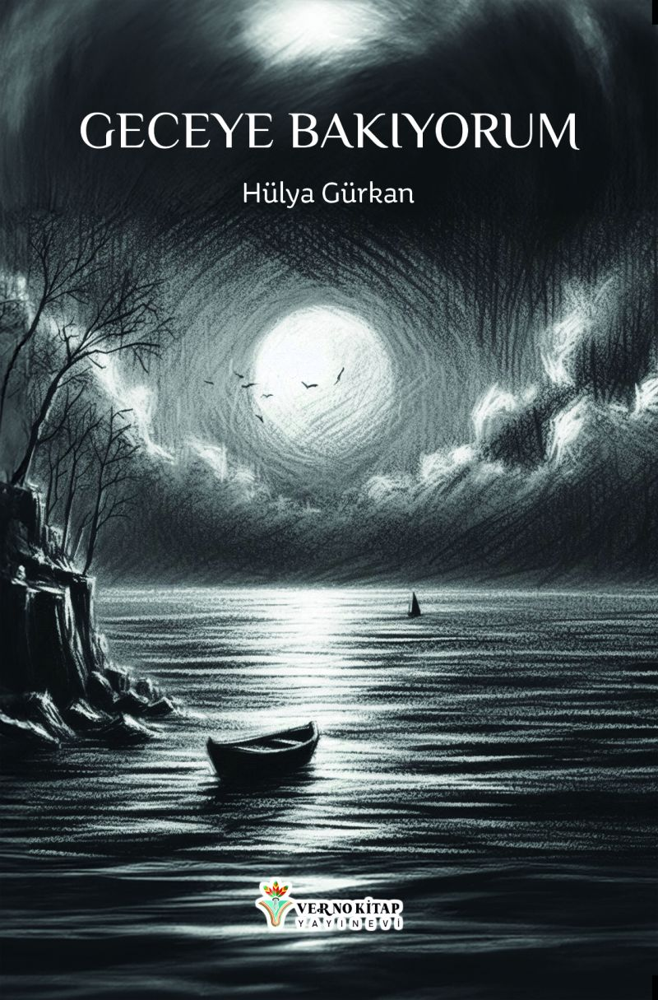 GECEYE BAKIYORUM
Hülya Gürkan
VERNO KİTAP
YAYINEVİ